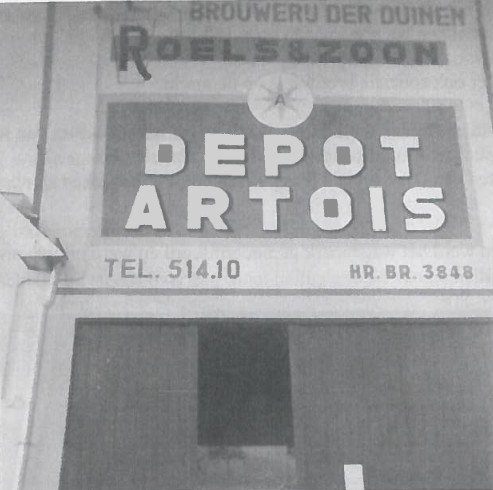 BROUWERIJ DER DUINEN
ROELS & ZOON
A
DEPOT
ARTOIS
TEL. 514.10 HR. BR. 3848